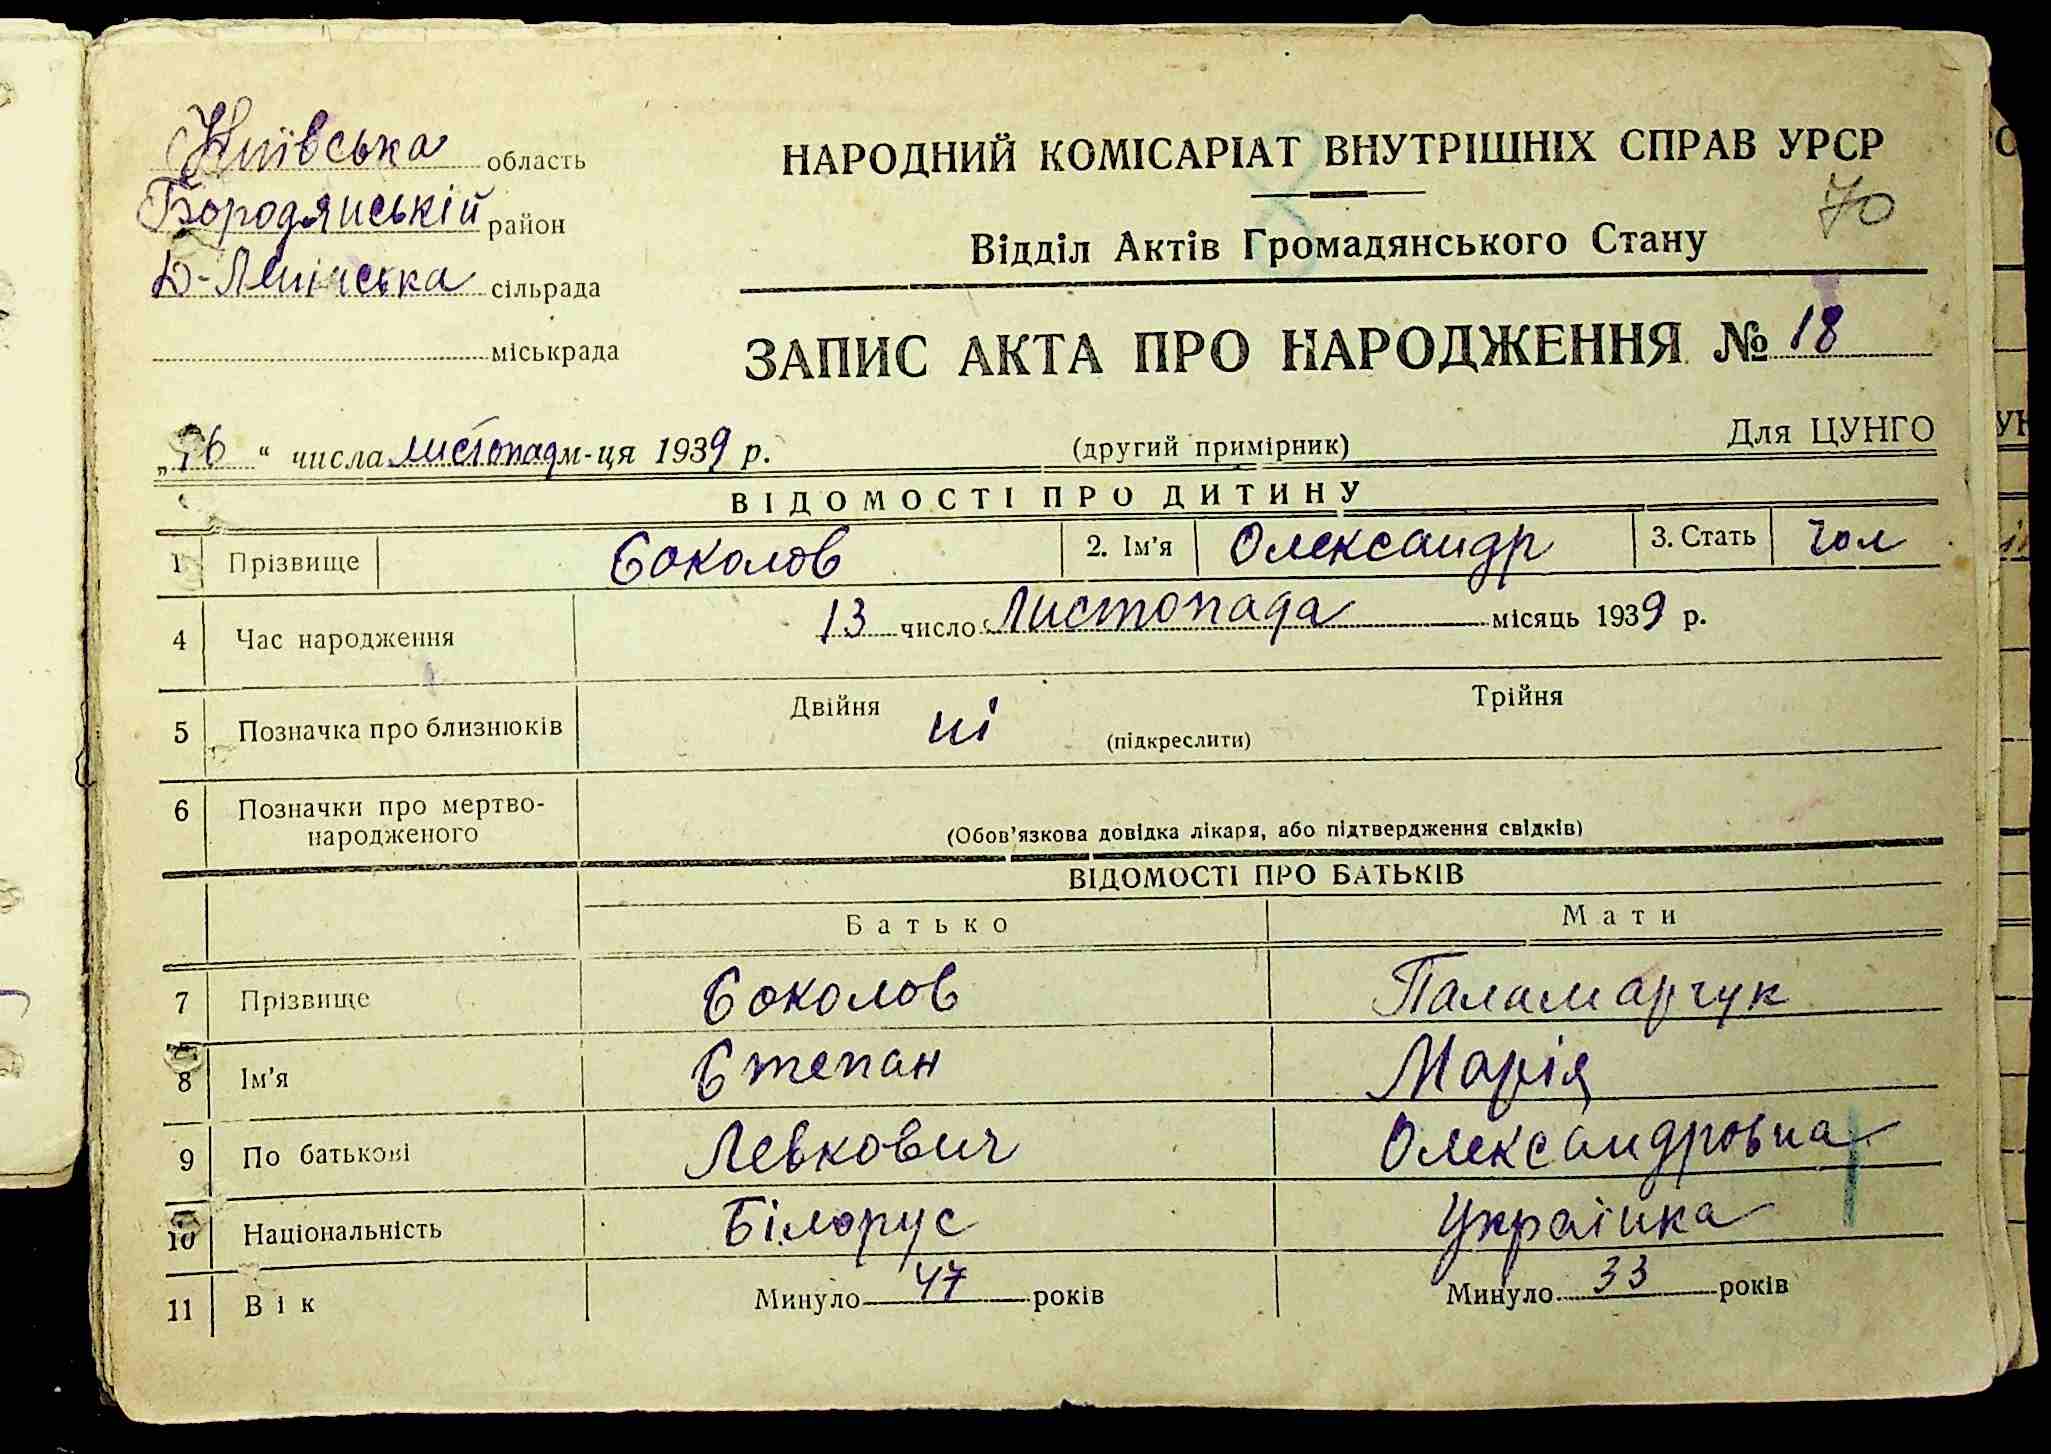 Київська область
Бородянській район
Д-Ленінська сільрада
міськрада
НАРОДНИЙ КОМІСАРІАТ ВНУТРІШНІХ СПРАВ УРСР
70
Відділ Актів Громадянського Стану
ЗАПИС АКТА ПРО НАРОДЖЕННЯ № 18
„16“ числа листопад м-ця 1939 р.
(другий примірник)
Для ЦУНГО
ВІДОМОСТІ ПРО ДИТИНУ
1 Прізвище Соколов 2. Ім'я Олександр 3. Стать чол
4 Час народження 13 число Листопада місяць 1939 р.
5 Позначка про близнюків Двійня ні (підкреслити) Трійня
6 Позначки про мертво-
народженого (Обов'язкова довідка лікаря, або підтвердження свідків)
ВІДОМОСТІ ПРО БАТЬКІВ
Батько Мати
7 Прізвище Соколов Паламарчук
8 Ім'я Степан Марія
9 По батькові Левкович Олександровна
10 Національність Білорус Українка
11 Вік Минуло 47 років Минуло 33 років